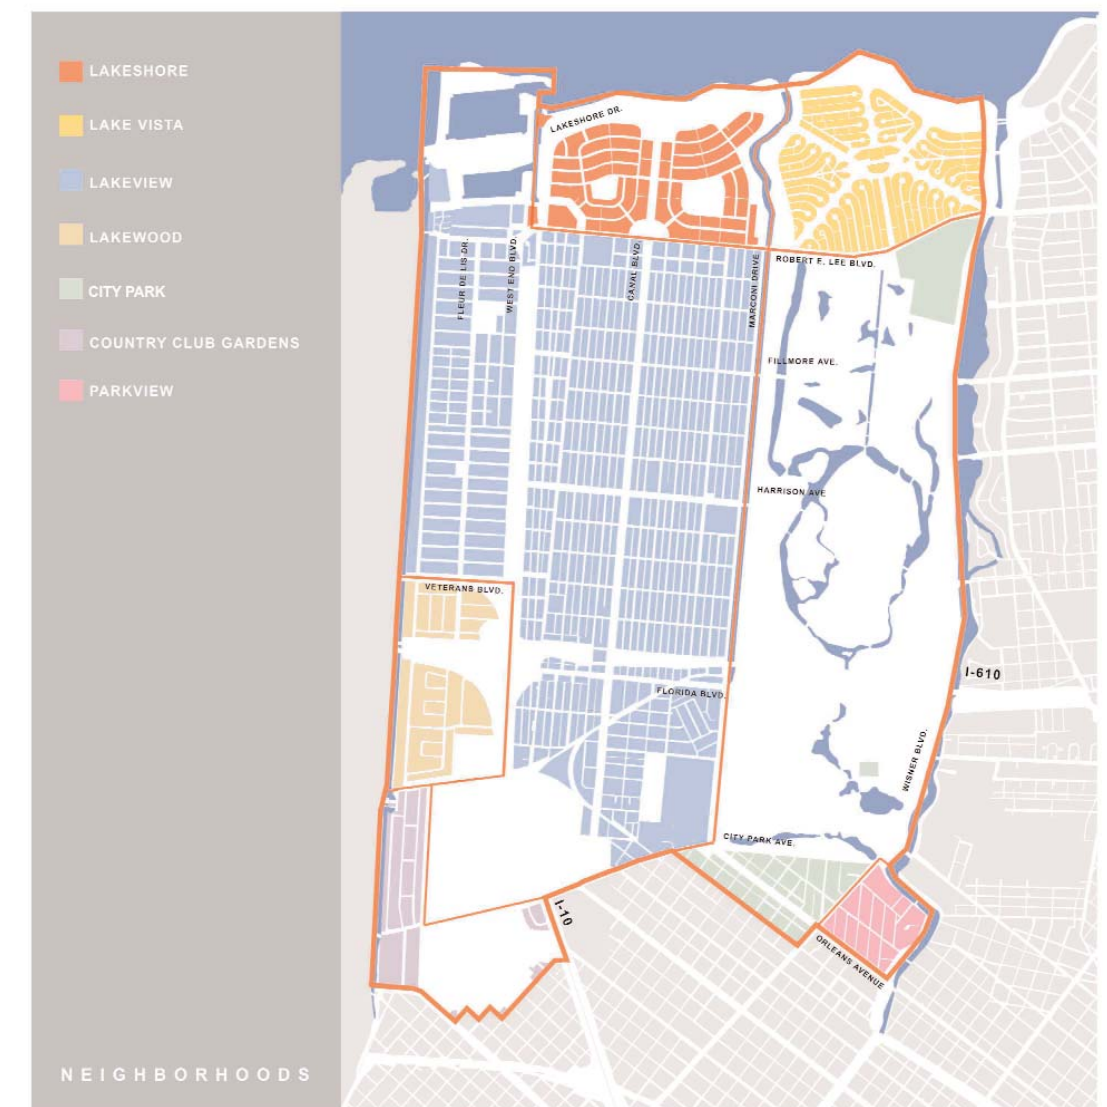 LAKESHORE
LAKE VISTA
LAKEVIEW
LAKEWOOD
CITY PARK
COUNTRY CLUB GARDENS
PARKVIEW
NEIGHBORHOODS
LAKESHORE DR.
ROBERT E. LEE BLVD.
FLEUR DE LIS DR.
WEST END BLVD.
CANAL BLVD.
MARCONI DRIVE
FILLMORE AVE.
HARRISON AVE
VETERANS BLVD.
I-610
FLORIDA BLVD.
WISNER BLVD.
CITY PARK AVE.
I-10
ORLEANS AVENUE